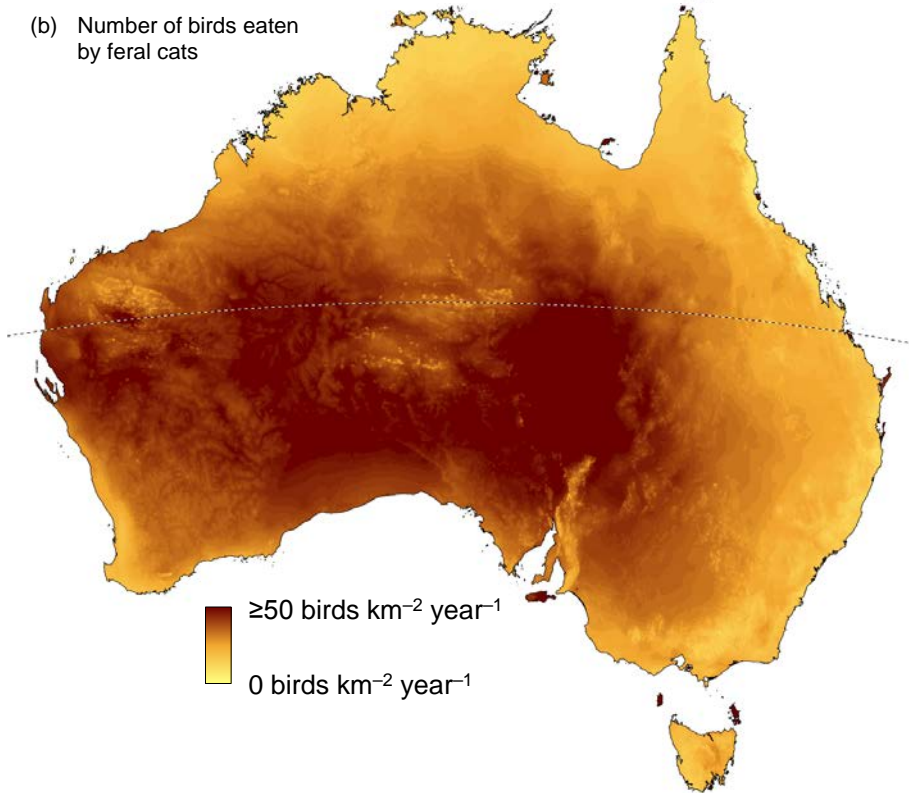 (b) Number of birds eaten
by feral cats
≥50 birds km⁻² year⁻¹
0 birds km⁻² year⁻¹